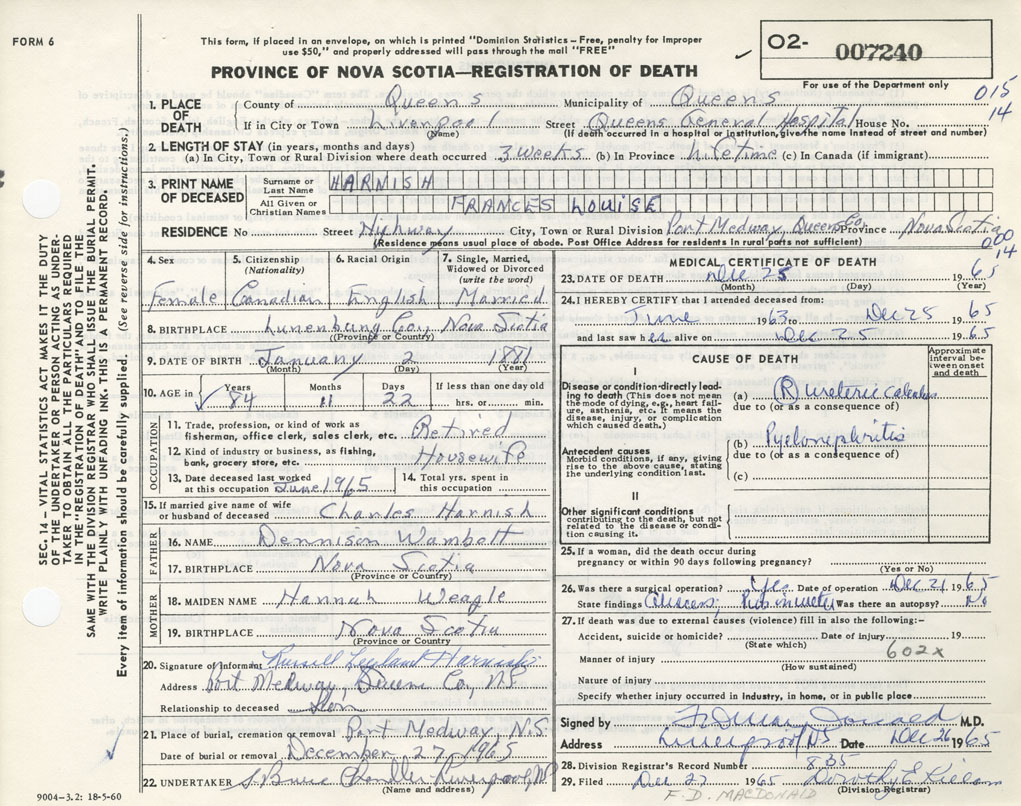 FORM 6
This form, if placed in an envelope, on which is printed "Dominion Statistics - Free, penalty for improper
use $50," and properly addressed will pass through the mail "FREE"
PROVINCE OF NOVA SCOTIA—REGISTRATION OF DEATH
O2- 007240
For use of the Department only
015
14
1. PLACE OF DEATH County of Queens Municipality of Queens
If in City or Town Liverpool Street Queens General Hospital House No.
(Name) (If death occurred in a hospital or institution, give the name instead of street and number)
2. LENGTH OF STAY (in years, months and days)
(a) In City, Town or Rural Division where death occurred 3 weeks (b) In Province lifetime (c) In Canada (if immigrant)
3. PRINT NAME OF DECEASED Surname or Last Name HARNISH
All Given or Christian Names FRANCES LOUISE
RESIDENCE No Street Highway City, Town or Rural Division Port Medway, Queens Co, Province Nova Scotia
(Residence means usual place of abode. Post Office Address for residents in rural parts not sufficient)
000
14
4. Sex 5. Citizenship (Nationality) 6. Racial Origin 7. Single, Married, Widowed or Divorced (write the word)
Female Canadian English Married
8. BIRTHPLACE Lunenburg Co, Nova Scotia
(Province or Country)
9. DATE OF BIRTH January 2 1881
(Month) (Day) (Year)
10. AGE in Years 84 Months 11 Days 22 If less than one day old hrs. or min.
OCCUPATION
11. Trade, profession, or kind of work as fisherman, office clerk, sales clerk, etc. Retired
12. Kind of industry or business, as fishing, bank, grocery store, etc. Housewife
13. Date deceased last worked at this occupation June 1965 14. Total yrs. spent in this occupation
15. If married give name of wife or husband of deceased Charles Harnish
FATHER
16. NAME Dennison Wambolt
17. BIRTHPLACE Nova Scotia
(Province or Country)
MOTHER
18. MAIDEN NAME Hannah Weagle
19. BIRTHPLACE Nova Scotia
(Province or Country)
20. Signature of informant Russell Harnish
Address Port Medway, Queens Co, N.S.
Relationship to deceased Son
21. Place of burial, cremation or removal Port Medway, N.S.
Date of burial or removal December 27 1965
22. UNDERTAKER
(Name and address)
9004-3.2: 18-5-60
MEDICAL CERTIFICATE OF DEATH
23. DATE OF DEATH Dec 25 1965
(Month) (Day) (Year)
24. I HEREBY CERTIFY that I attended deceased from:
June 1963 to Dec 25 1965
and last saw her alive on Dec 25 1965
CAUSE OF DEATH
Approximate interval between onset and death
I
Disease or condition directly leading to death (This does not mean the mode of dying, e.g., heart failure, asthenia, etc. It means the disease, injury, or complication which caused death.)
(a) (R) ureteric calculus
due to (or as a consequence of)
Antecedent causes
Morbid conditions, if any, giving rise to the above cause, stating the underlying condition last.
(b) Pyelonephritis
due to (or as a consequence of)
(c)
II
Other significant conditions
contributing to the death, but not related to the disease or condition causing it.
25. If a woman, did the death occur during pregnancy or within 90 days following pregnancy?
(Yes or No)
26. Was there a surgical operation? Yes Date of operation Dec 21 1965
State findings Was there an autopsy? No
27. If death was due to external causes (violence) fill in also the following:-
Accident, suicide or homicide? Date of injury 19
(State which)
602x
Manner of injury
(How sustained)
Nature of injury
Specify whether injury occurred in industry, in home, or in public place
Signed by M.D.
Address Liverpool NS Date Dec 26 1965
28. Division Registrar's Record Number 805
29. Filed Dec 27 1965 Dorothy E Killam
(Division Registrar)
F.D. MACDONALD
SEC. 14 — VITAL STATISTICS ACT MAKES IT THE DUTY
OF THE UNDERTAKER OR PERSON ACTING AS UNDER-
TAKER TO OBTAIN ALL THE PARTICULARS REQUIRED
IN THE "REGISTRATION OF DEATH" AND TO FILE THE
SAME WITH THE DIVISION REGISTRAR WHO SHALL ISSUE THE BURIAL PERMIT.
WRITE PLAINLY WITH UNFADING INK. THIS IS A PERMANENT RECORD.
Every item of information should be carefully supplied. (See reverse side for instructions.)